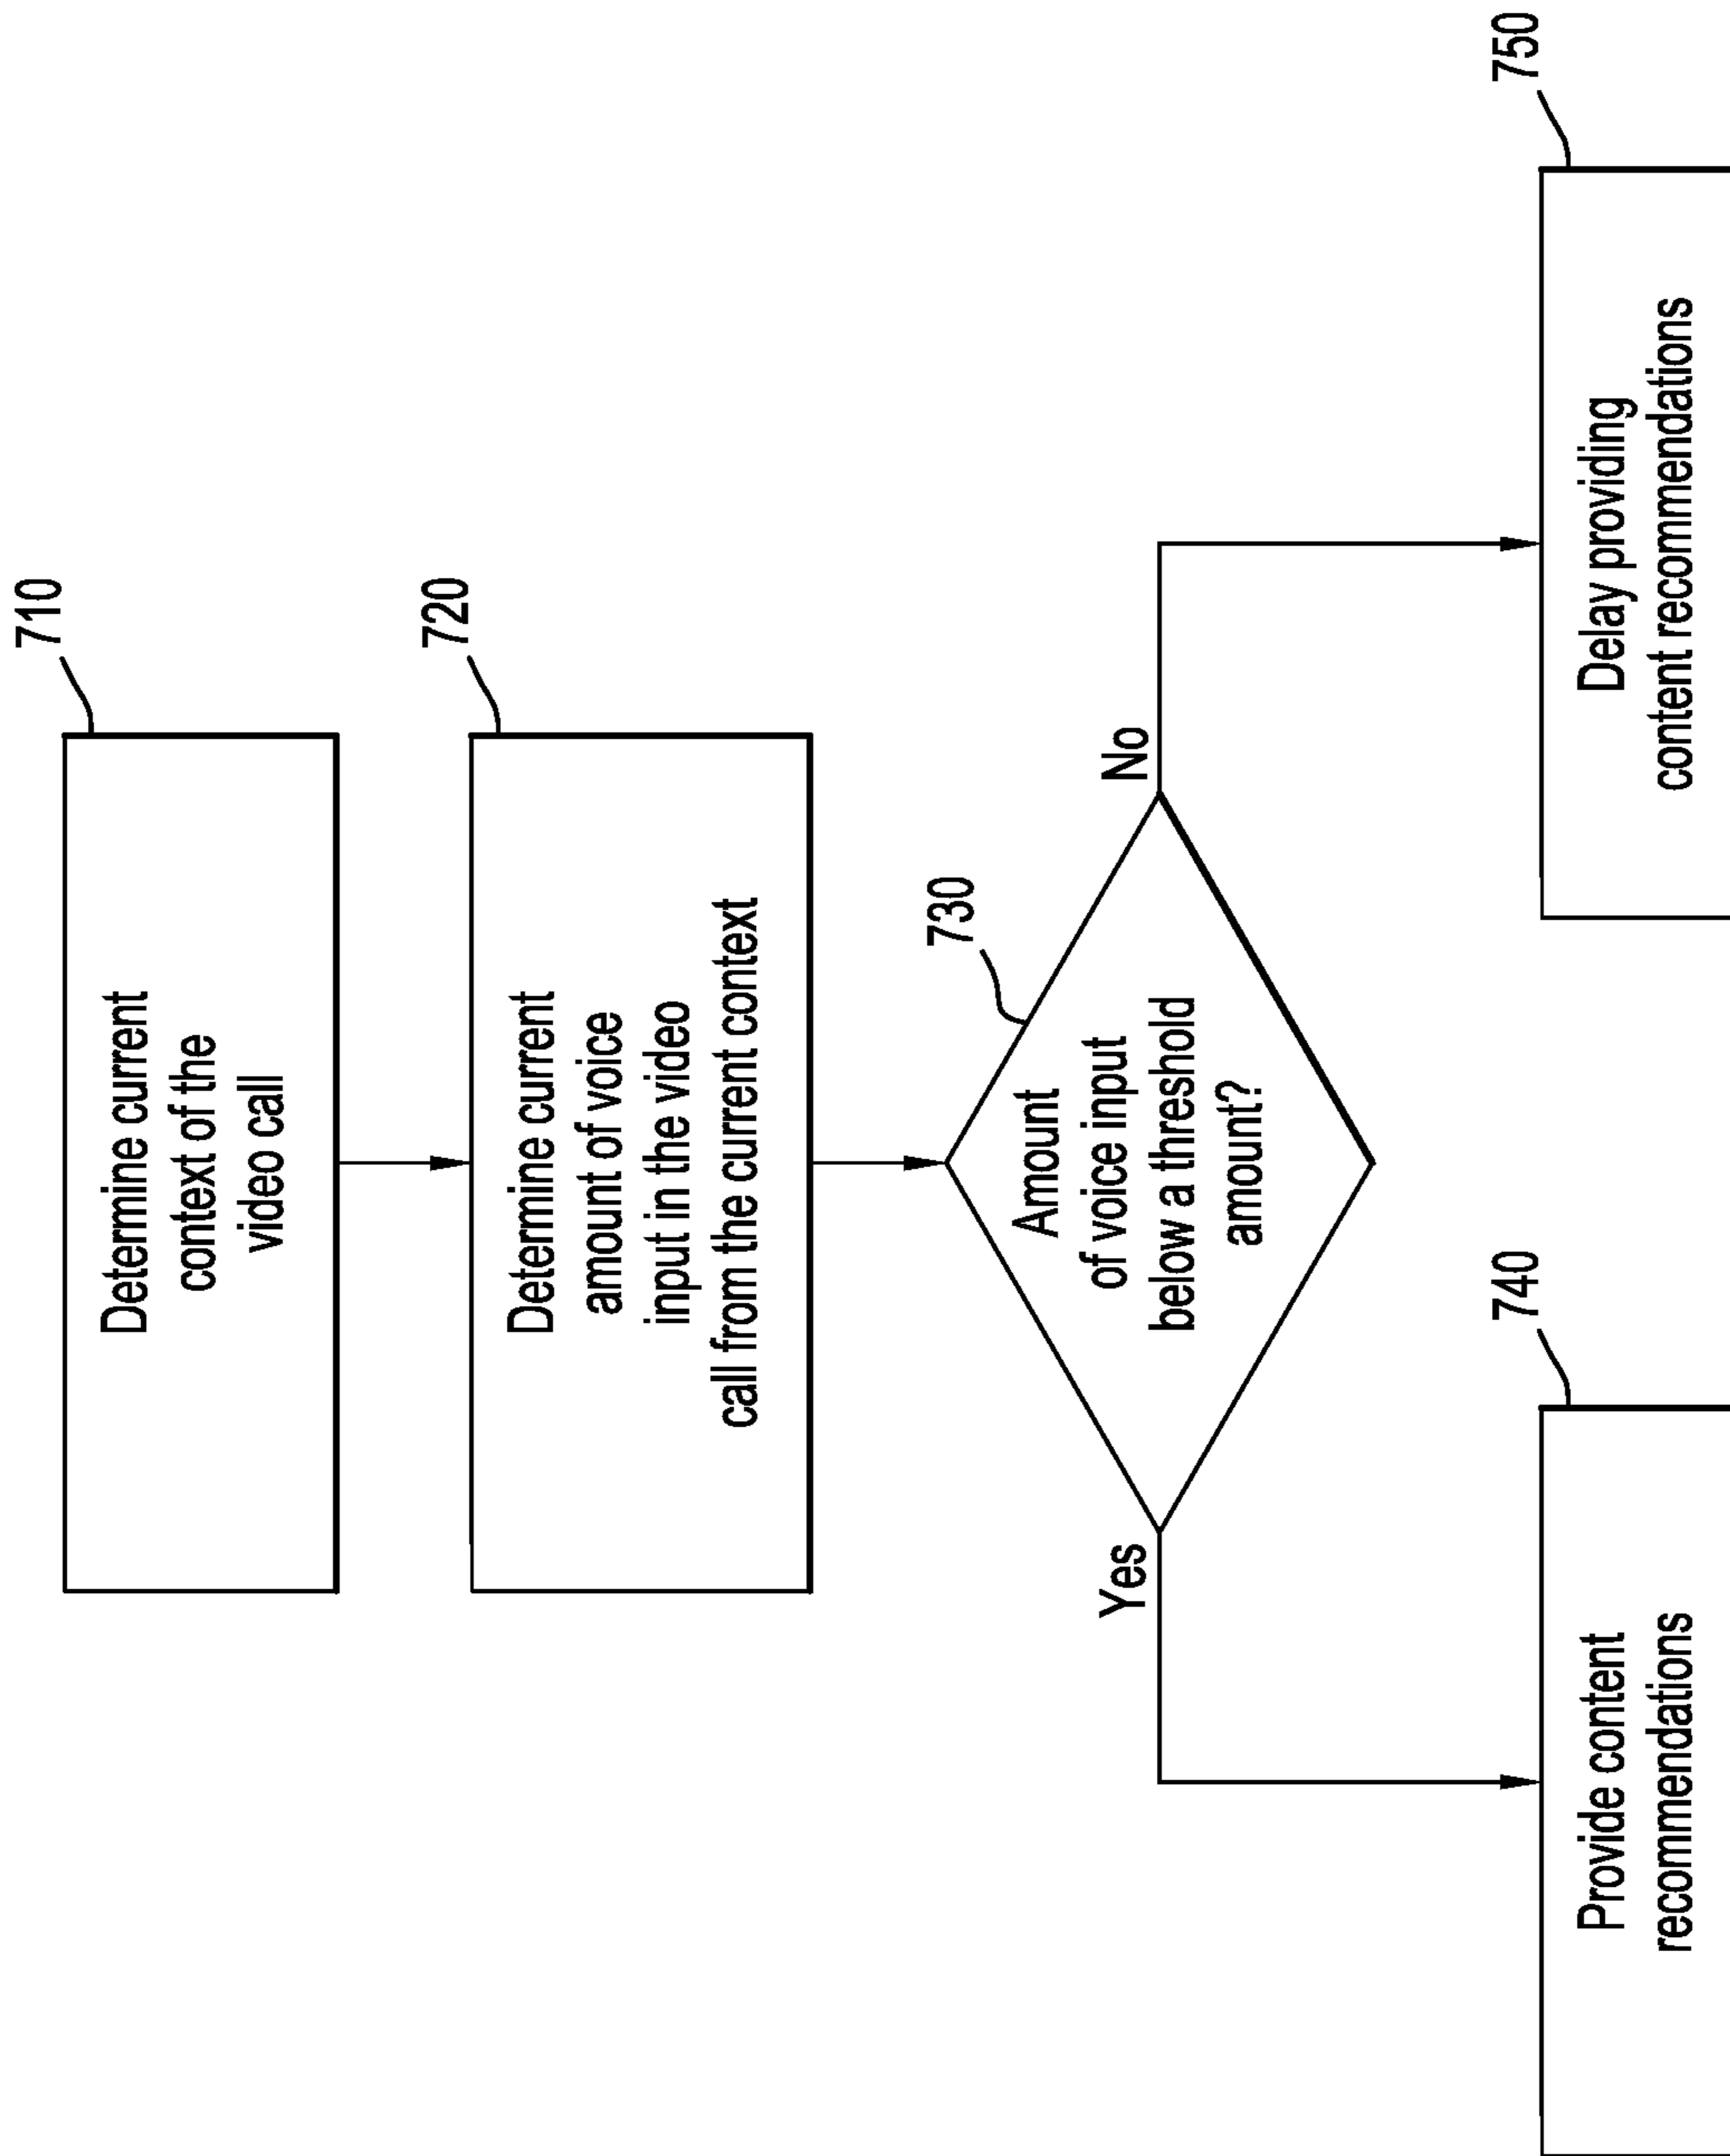 710
Determine current
context of the
video call
720
Determine current
amount of voice
input in the video
call from the current context
730
Amount
of voice input
below a threshold
amount?
Yes
No
740
Provide content
recommendations
750
Delay providing
content recommendations